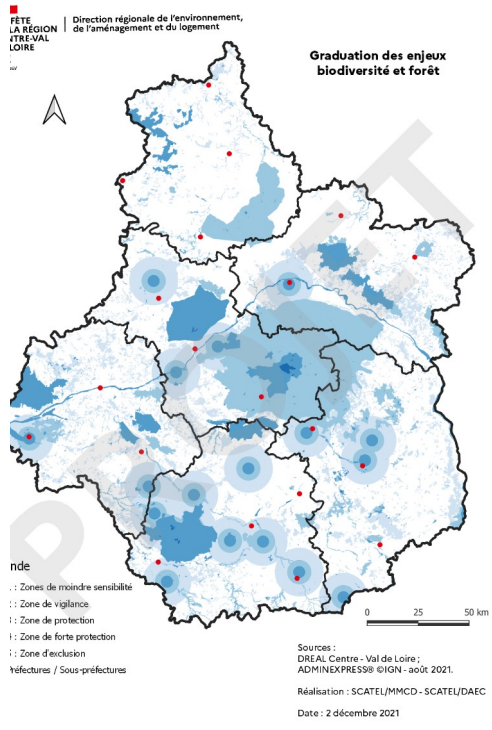 FÈTE
LA RÉGION
NTRE-VAL
LOIRE
Direction régionale de l'environnement,
de l'aménagement et du logement
Graduation des enjeux
biodiversité et forêt
PROJET
nde
: Zones de moindre sensibilité
: Zone de vigilance
: Zone de protection
: Zone de forte protection
: Zone d'exclusion
Préfectures / Sous-préfectures
0 25 50 km
Sources :
DREAL Centre - Val de Loire ;
ADMINEXPRESS® ©IGN - août 2021.
Réalisation : SCATEL/MMCD - SCATEL/DAEC
Date : 2 décembre 2021